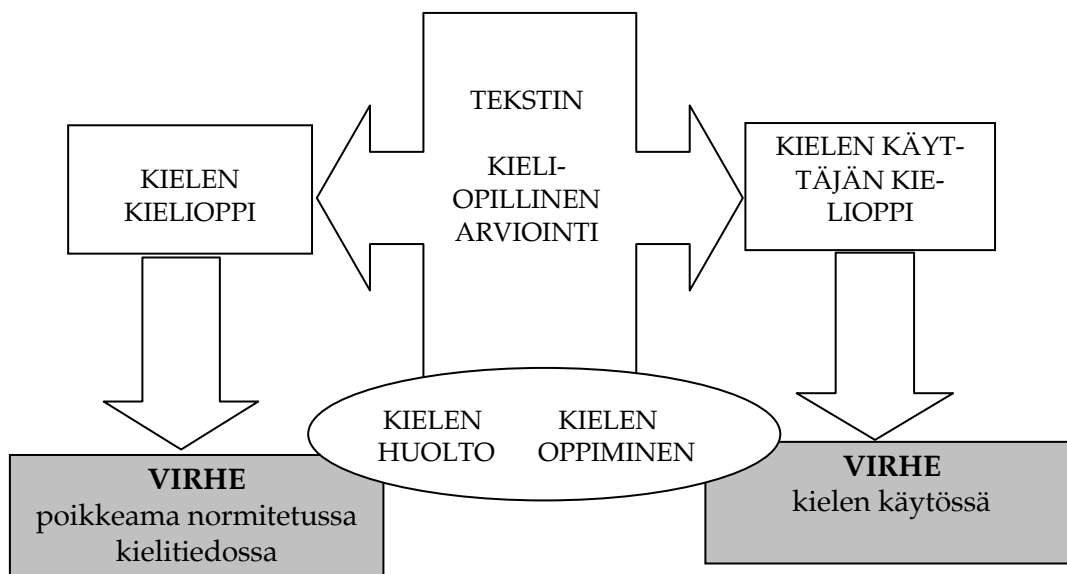 TEKSTIN
KIELI-
OPILLINEN
ARVIOINTI
KIELEN
KIELIOPPI
KIELEN KÄYT-
TÄJÄN KIE-
LIOPPI
KIELEN
HUOLTO
KIELEN
OPPIMINEN
VIRHE
poikkeama normitetussa
kielitiedossa
VIRHE
kielen käytössä